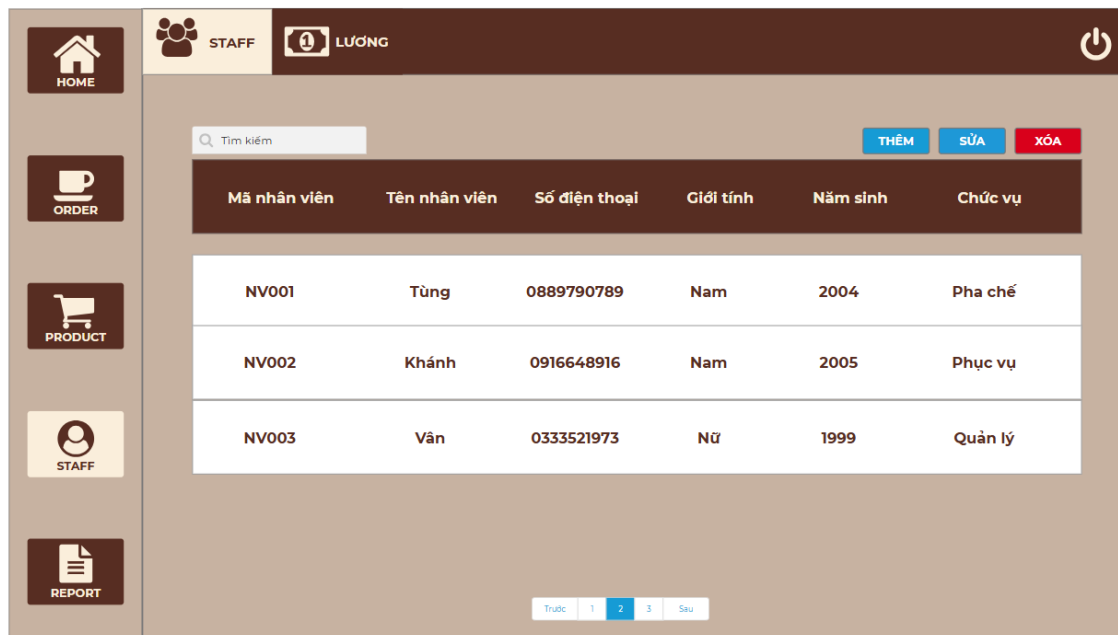 STAFF LƯƠNG
HOME
Tìm kiếm THÊM SỬA XÓA
ORDER
Mã nhân viên Tên nhân viên Số điện thoại Giới tính Năm sinh Chức vụ
NV001 Tùng 0889790789 Nam 2004 Pha chế
PRODUCT
NV002 Khánh 0916648916 Nam 2005 Phục vụ
NV003 Vân 0333521973 Nữ 1999 Quản lý
STAFF
REPORT
Trước 1 2 3 Sau